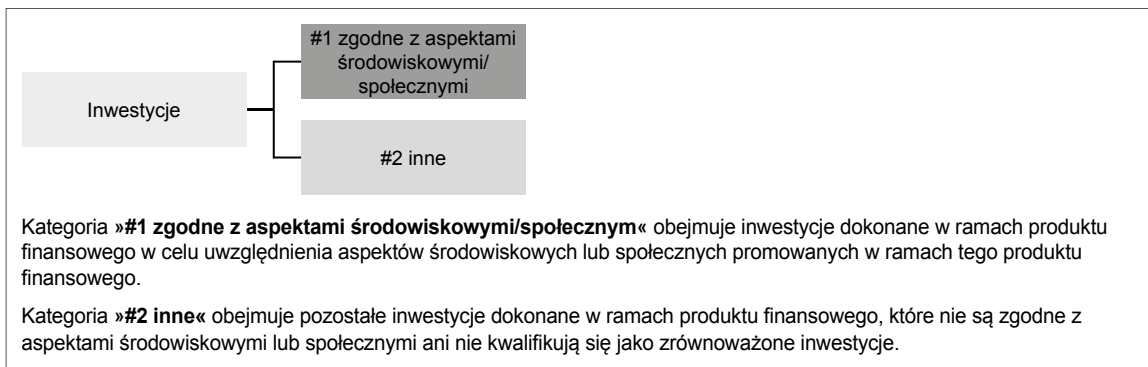 #1 zgodne z aspektami
środowiskowymi/
społecznymi
Inwestycje
#2 inne
Kategoria »#1 zgodne z aspektami środowiskowymi/społecznym« obejmuje inwestycje dokonane w ramach produktu
finansowego w celu uwzględnienia aspektów środowiskowych lub społecznych promowanych w ramach tego produktu
finansowego.
Kategoria »#2 inne« obejmuje pozostałe inwestycje dokonane w ramach produktu finansowego, które nie są zgodne z
aspektami środowiskowymi lub społecznymi ani nie kwalifikują się jako zrównoważone inwestycje.